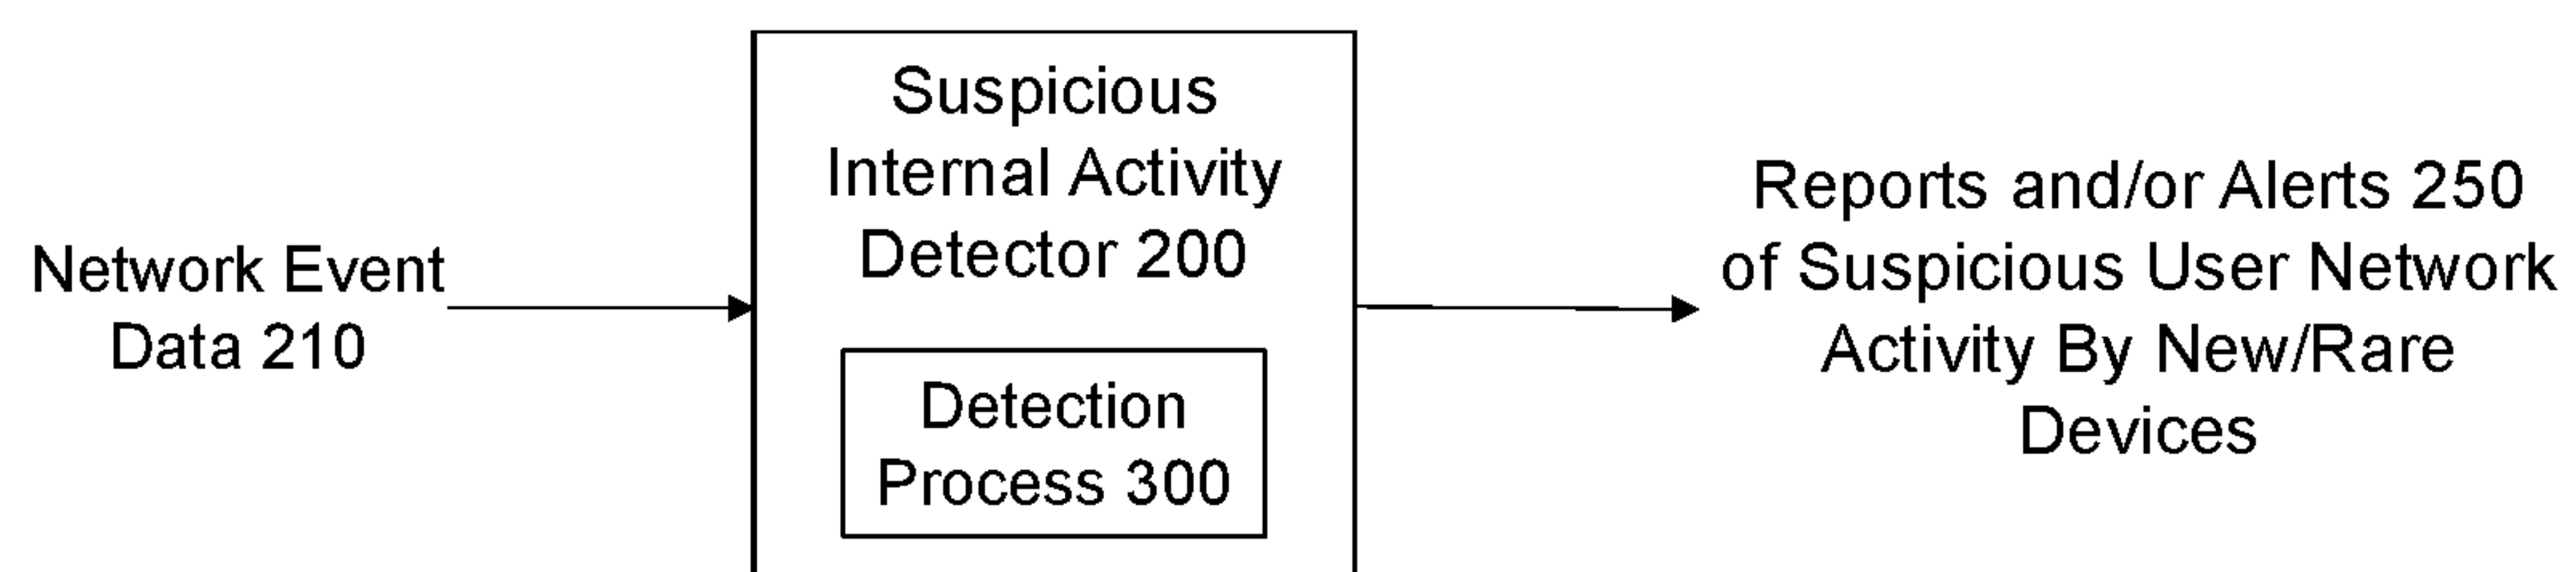 Network Event
Data 210
Suspicious
Internal Activity
Detector 200
Detection
Process 300
Reports and/or Alerts 250
of Suspicious User Network
Activity By New/Rare
Devices